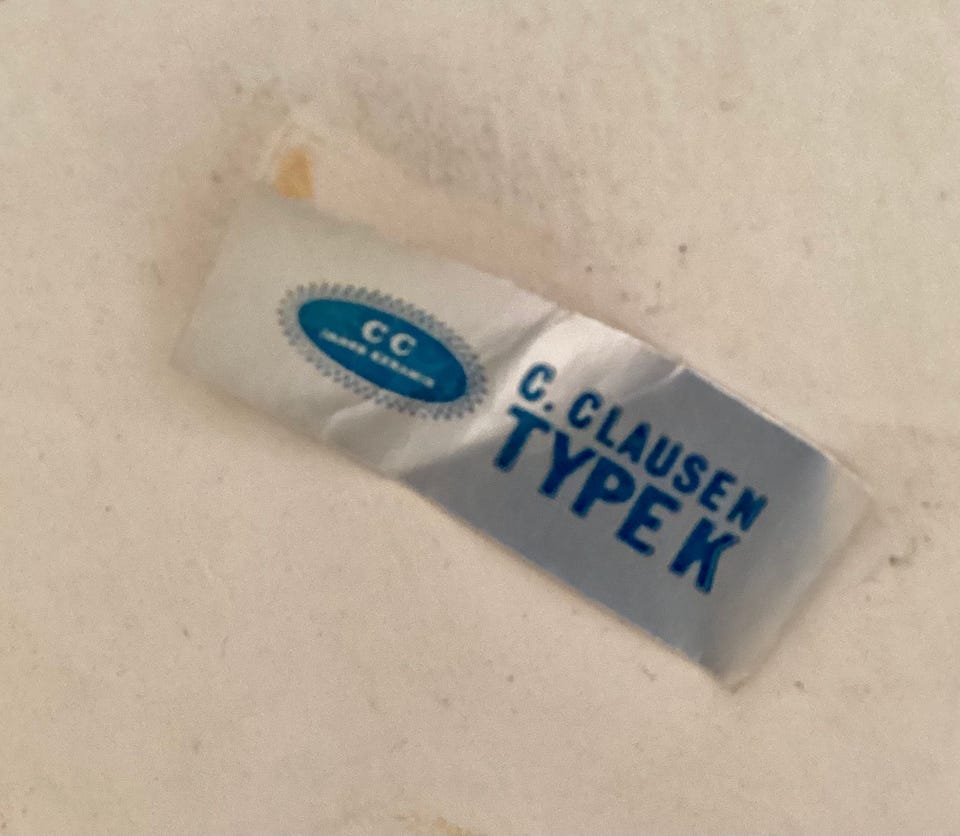 CC
C. CLAUSEN
TYPE K